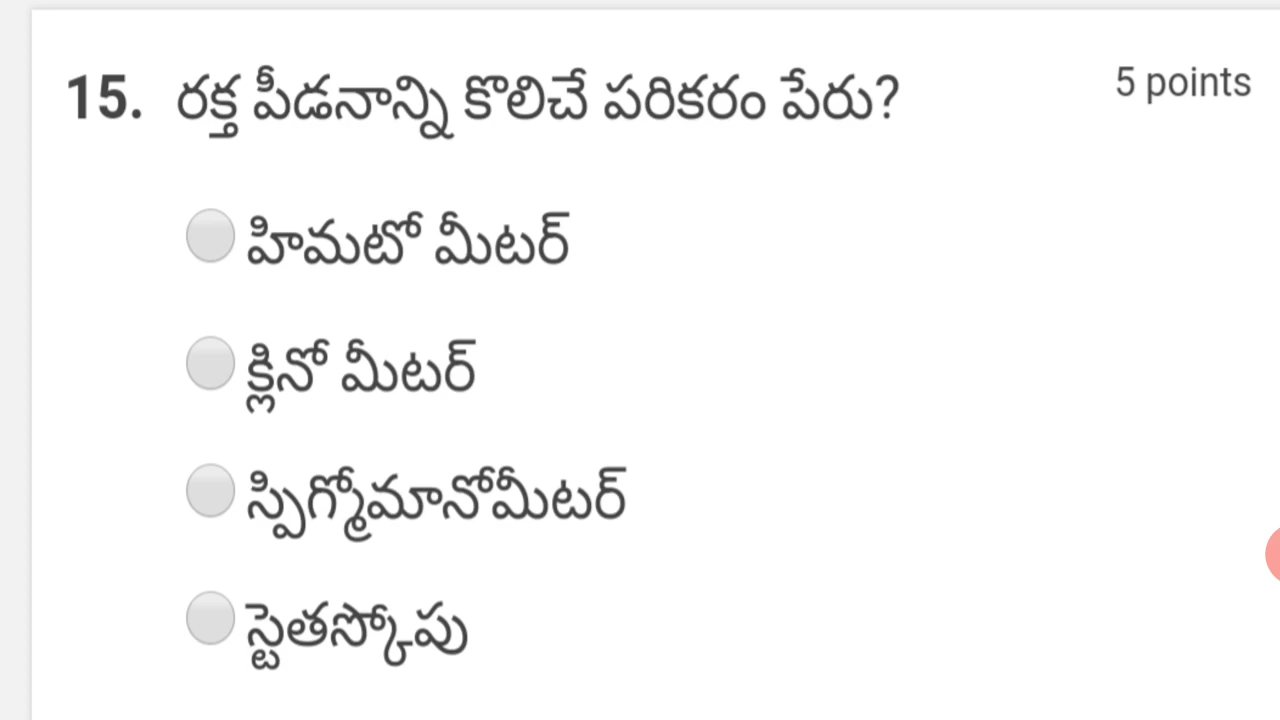 15. రక్త పీడనాన్ని కొలిచే పరికరం పేరు? 5 points
హిమటో మీటర్
క్లినో మీటర్
స్పిగ్మోమానోమీటర్
స్టెతస్కోపు